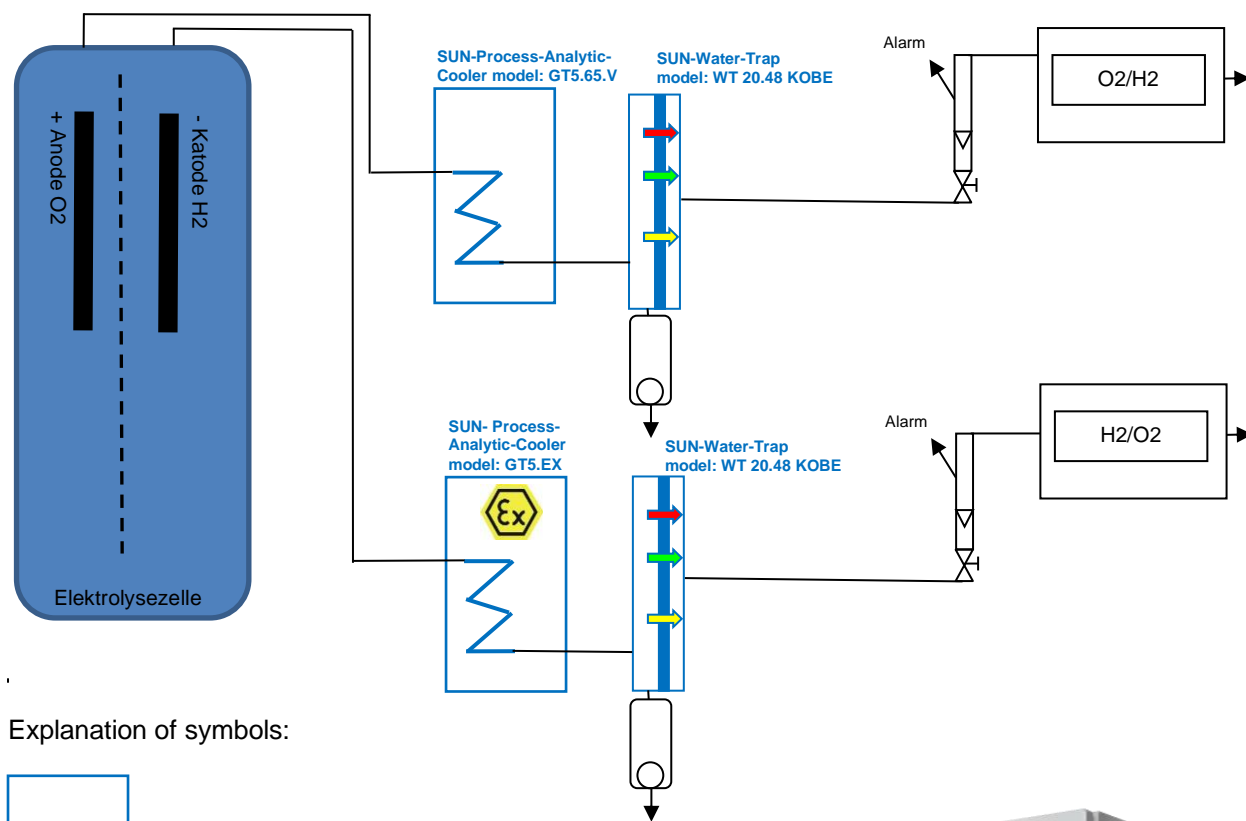 SUN-Process-Analytic-
Cooler model: GT5.65.V
SUN-Water-Trap
model: WT 20.48 KOBE
Alarm
O2/H2
+ Anode O2
- Katode H2
SUN- Process-
Analytic-Cooler
model: GT5.EX
SUN-Water-Trap
model: WT 20.48 KOBE
Alarm
H2/O2
εx
Elektrolysezelle
Explanation of symbols: